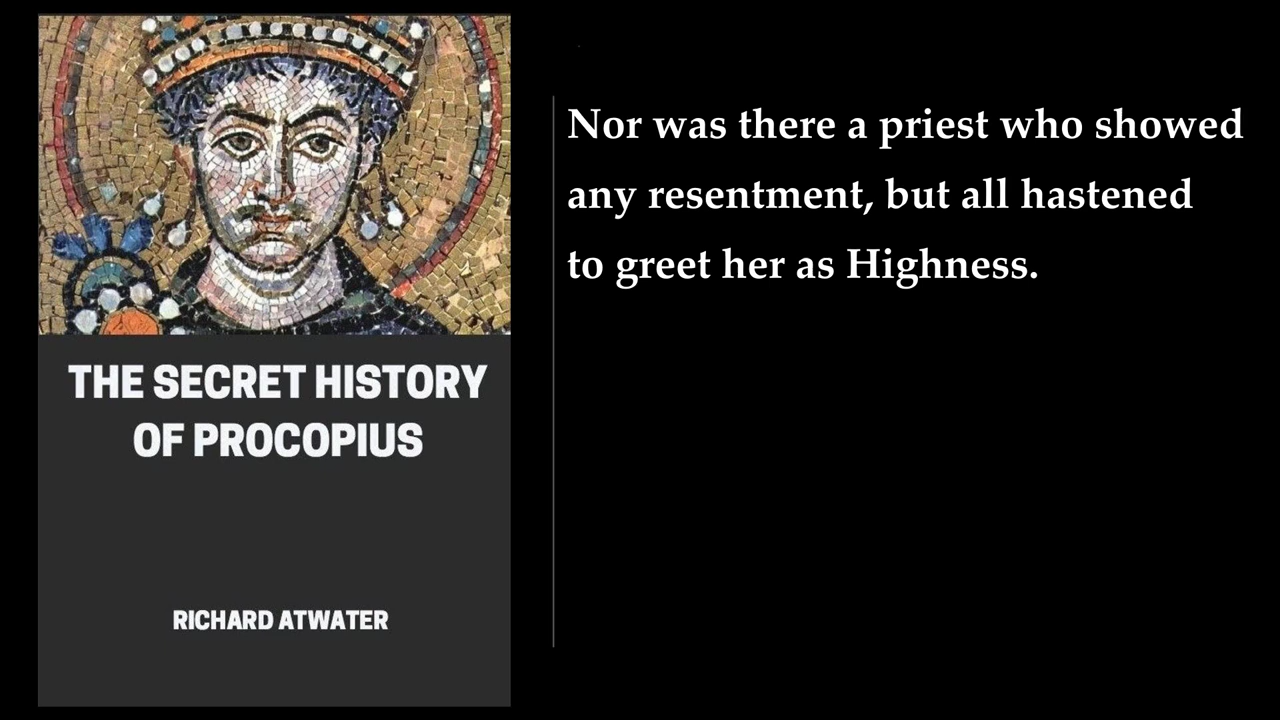 THE SECRET HISTORY
OF PROCOPIUS
RICHARD ATWATER
Nor was there a priest who showed
any resentment, but all hastened
to greet her as Highness.